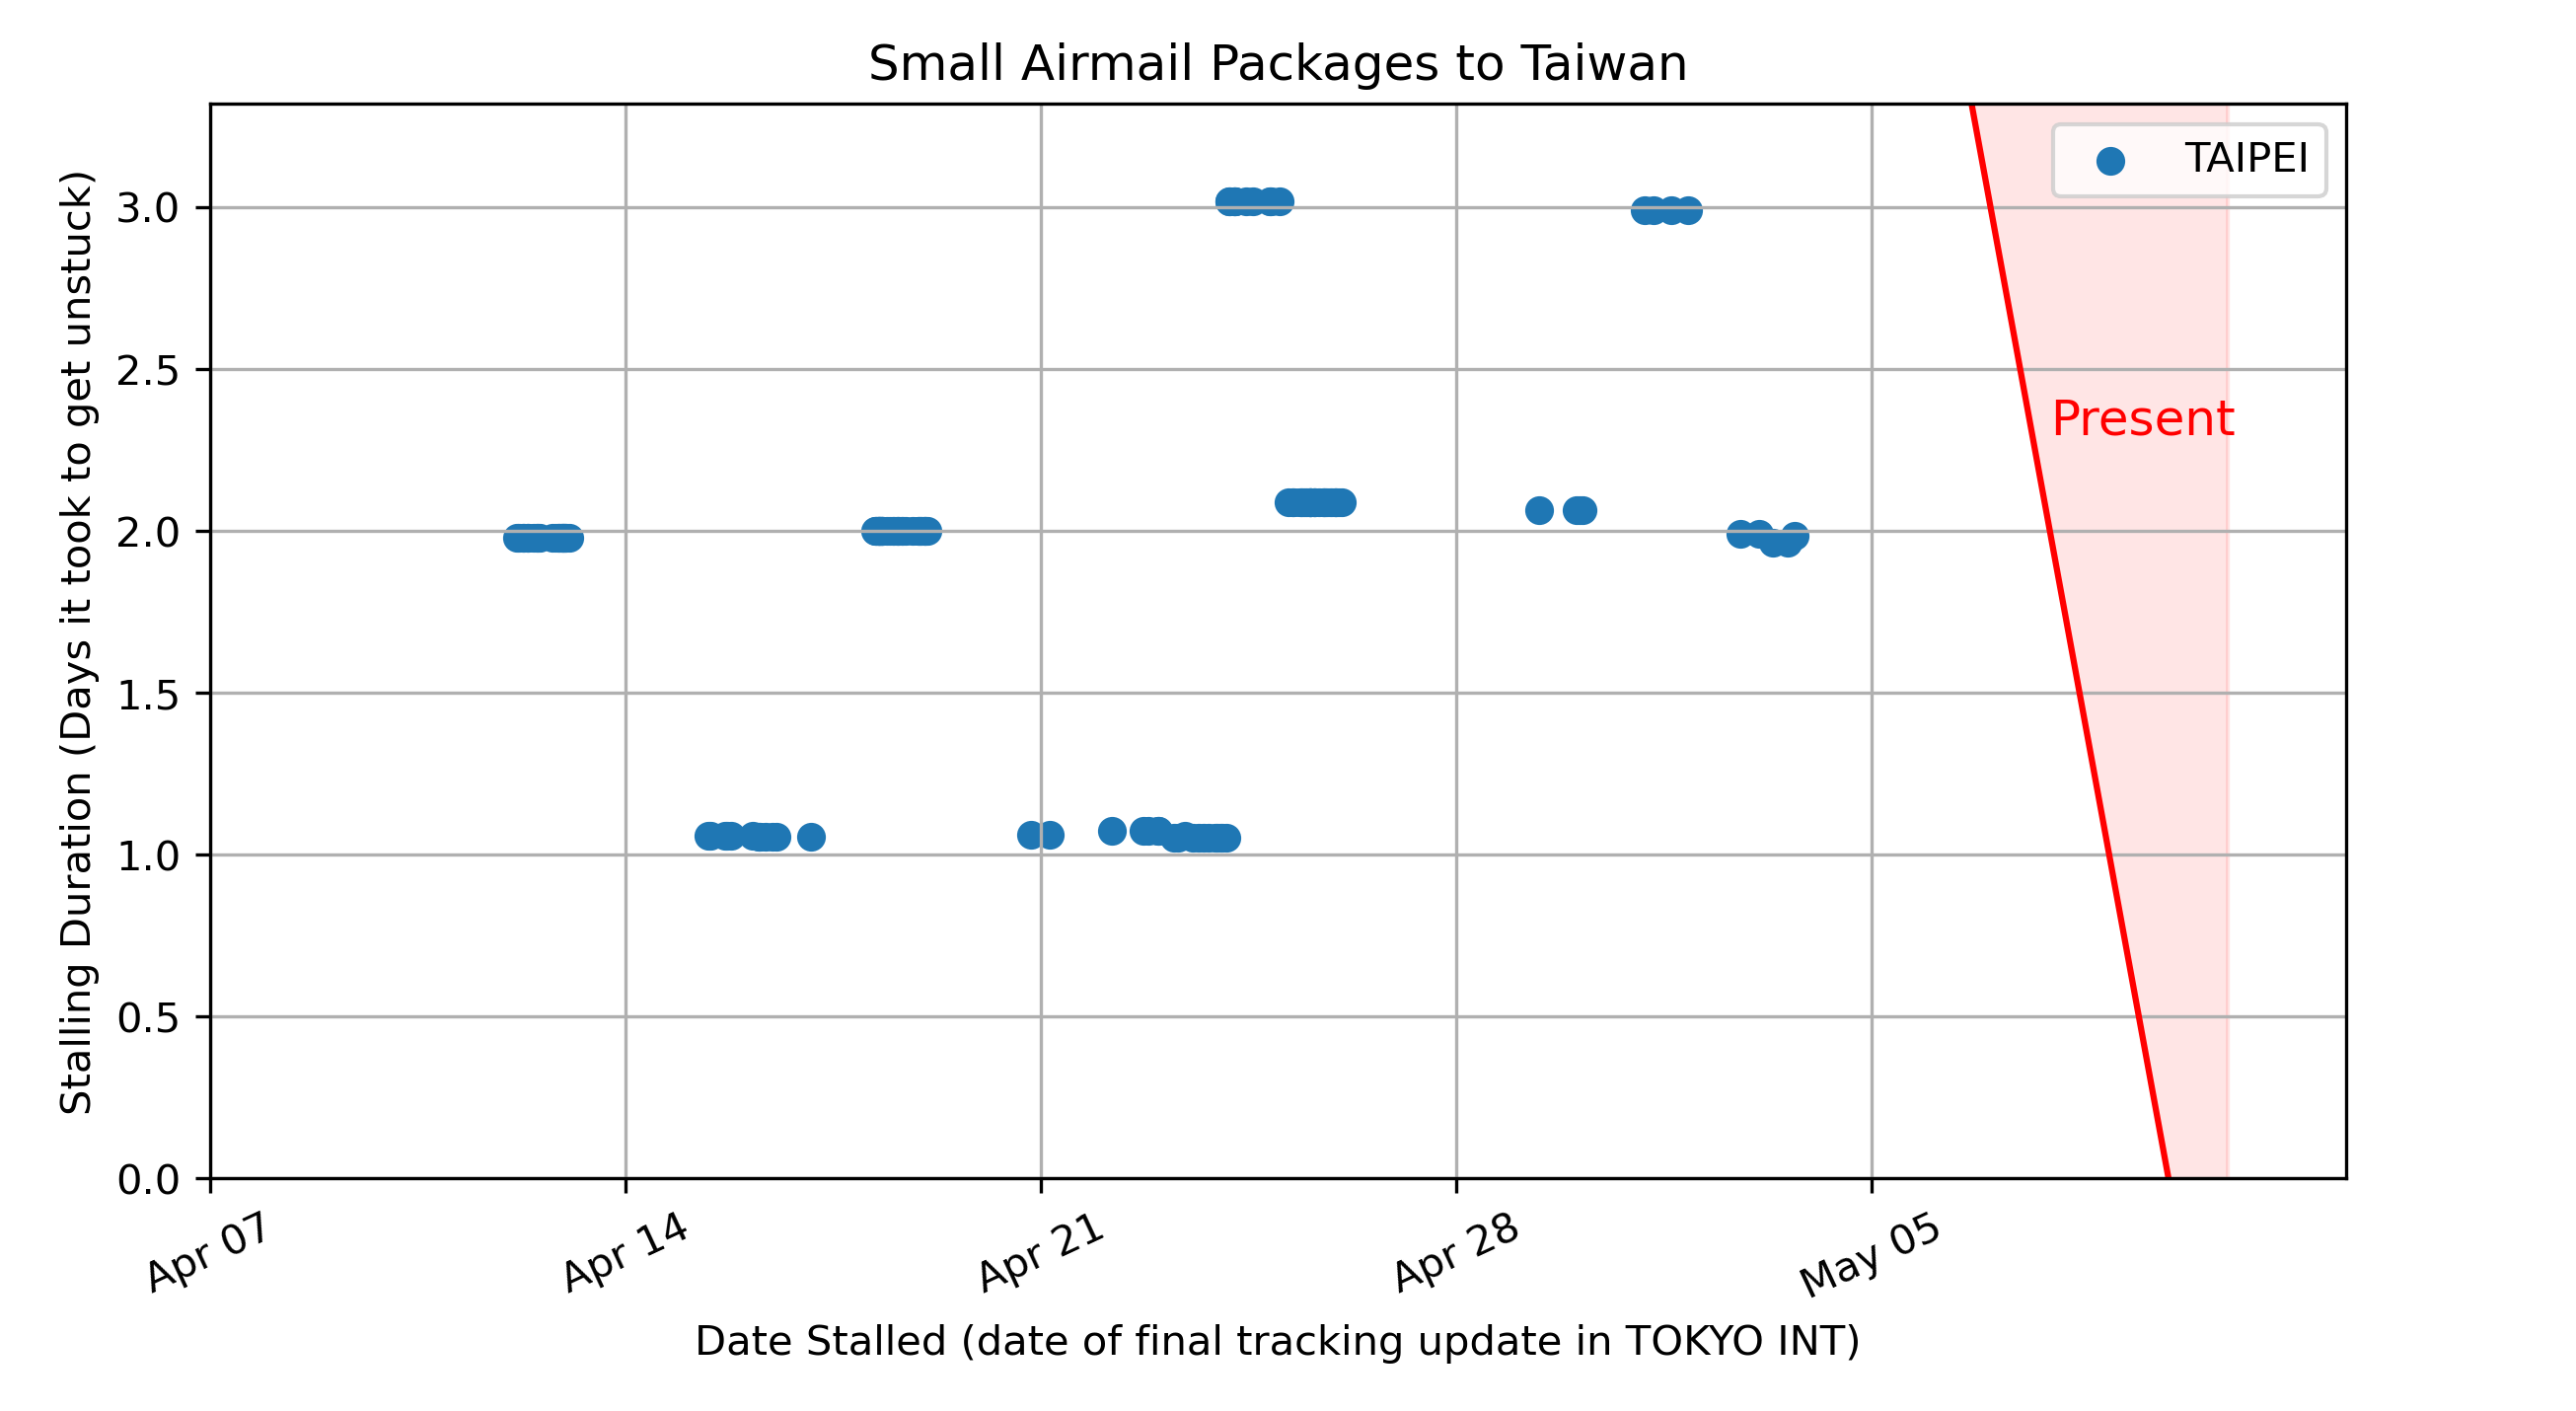 Small Airmail Packages to Taiwan
TAIPEI
Present
Stalling Duration (Days it took to get unstuck)
3.0
2.5
2.0
1.5
1.0
0.5
0.0
Apr 07
Apr 14
Apr 21
Apr 28
May 05
Date Stalled (date of final tracking update in TOKYO INT)